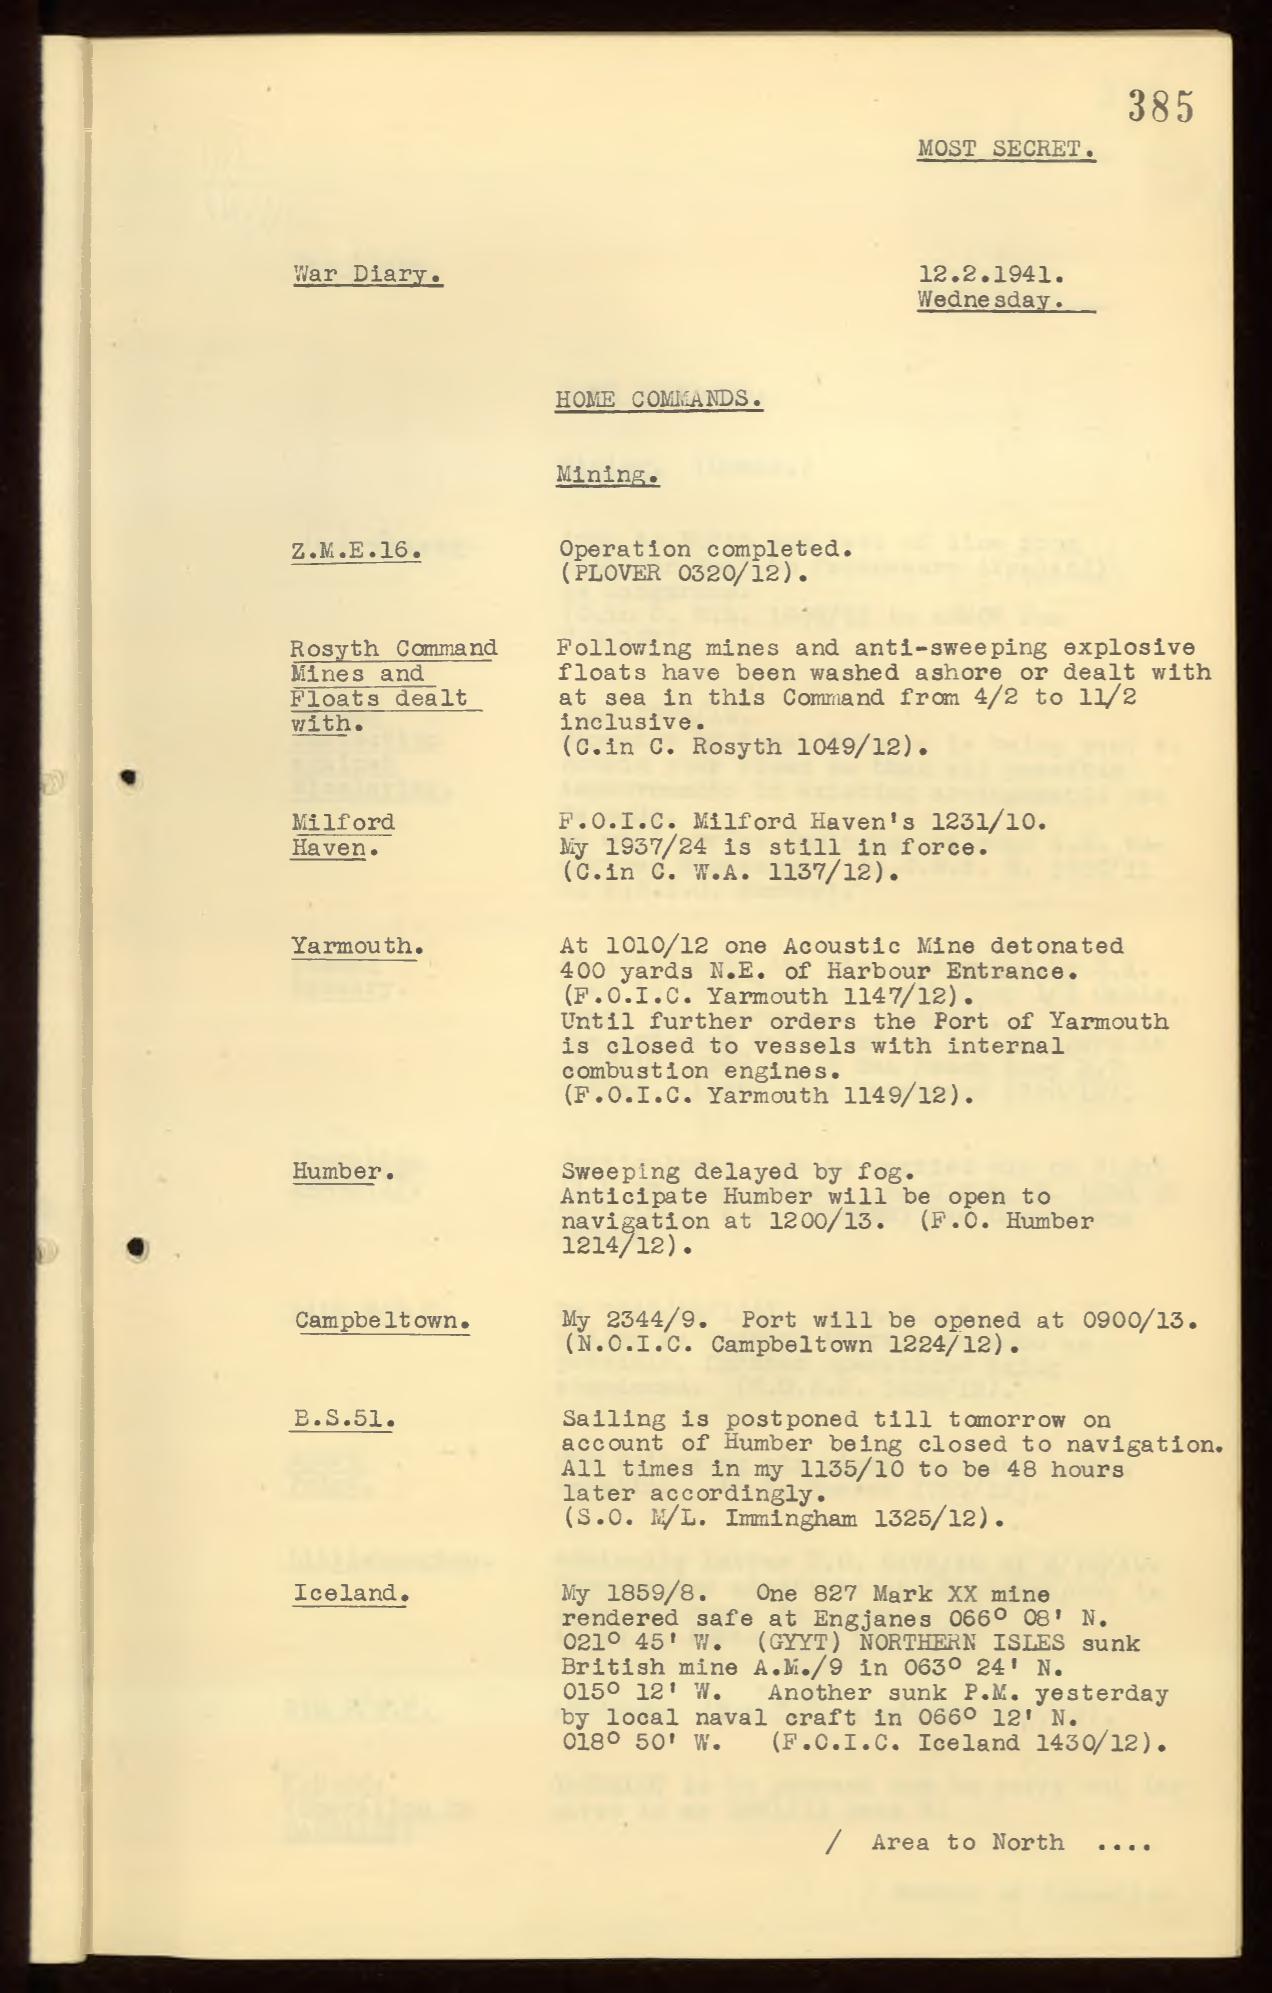 385
MOST SECRET.
War Diary.
12.2.1941.
Wednesday.
HOME COMMANDS.
Mining.
Z.M.E.16.
Operation completed.
(PLOVER 0320/12).
Rosyth Command
Mines and
Floats dealt
with.
Following mines and anti-sweeping explosive
floats have been washed ashore or dealt with
at sea in this Command from 4/2 to 11/2
inclusive.
(C.in C. Rosyth 1049/12).
Milford
Haven.
F.O.I.C. Milford Haven's 1231/10.
My 1937/24 is still in force.
(C.in C. W.A. 1137/12).
Yarmouth.
At 1010/12 one Acoustic Mine detonated
400 yards N.E. of Harbour Entrance.
(F.O.I.C. Yarmouth 1147/12).
Until further orders the Port of Yarmouth
is closed to vessels with internal
combustion engines.
(F.O.I.C. Yarmouth 1149/12).
Humber.
Sweeping delayed by fog.
Anticipate Humber will be open to
navigation at 1200/13. (F.O. Humber
1214/12).
Campbeltown.
My 2344/9. Port will be opened at 0900/13.
(N.O.I.C. Campbeltown 1224/12).
B.S.51.
Sailing is postponed till tomorrow on
account of Humber being closed to navigation.
All times in my 1135/10 to be 48 hours
later accordingly.
(S.O. M/L. Immingham 1325/12).
Iceland.
My 1859/8. One 827 Mark XX mine
rendered safe at Engjanes 066° 08' N.
021° 45' W. (GYYT) NORTHERN ISLES sunk
British mine A.M./9 in 063° 24' N.
015° 12' W. Another sunk P.M. yesterday
by local naval craft in 066° 12' N.
018° 50' W. (F.O.I.C. Iceland 1430/12).
/ Area to North ....